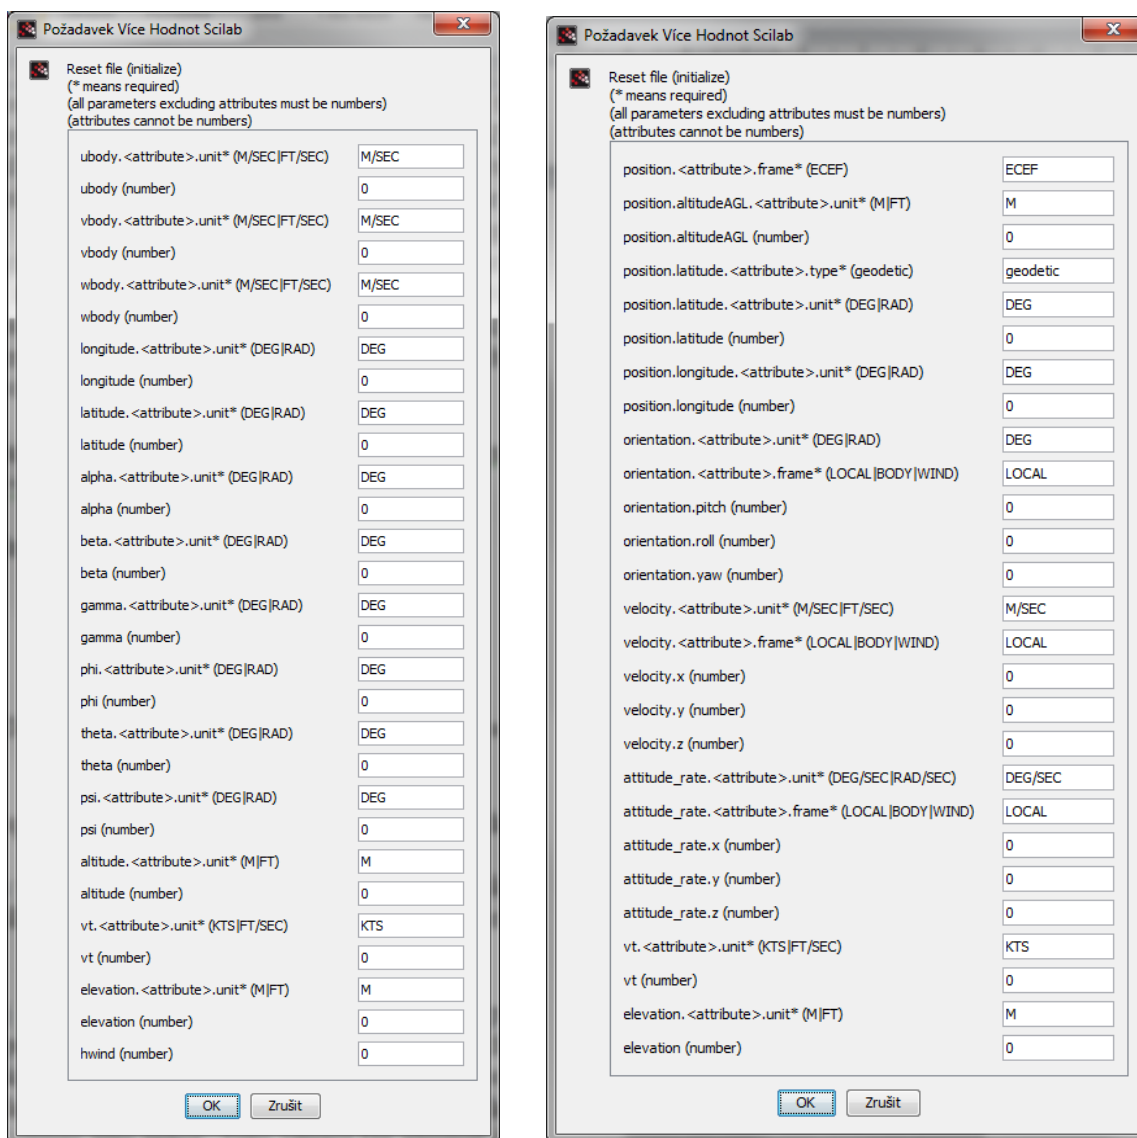 Požadavek Více Hodnot Scilab
Reset file (initialize)
(* means required)
(all parameters excluding attributes must be numbers)
(attributes cannot be numbers)
ubody.<attribute>.unit* (M/SEC|FT/SEC) M/SEC
ubody (number) 0
vbody.<attribute>.unit* (M/SEC|FT/SEC) M/SEC
vbody (number) 0
wbody.<attribute>.unit* (M/SEC|FT/SEC) M/SEC
wbody (number) 0
longitude.<attribute>.unit* (DEG|RAD) DEG
longitude (number) 0
latitude.<attribute>.unit* (DEG|RAD) DEG
latitude (number) 0
alpha.<attribute>.unit* (DEG|RAD) DEG
alpha (number) 0
beta.<attribute>.unit* (DEG|RAD) DEG
beta (number) 0
gamma.<attribute>.unit* (DEG|RAD) DEG
gamma (number) 0
phi.<attribute>.unit* (DEG|RAD) DEG
phi (number) 0
theta.<attribute>.unit* (DEG|RAD) DEG
theta (number) 0
psi.<attribute>.unit* (DEG|RAD) DEG
psi (number) 0
altitude.<attribute>.unit* (M|FT) M
altitude (number) 0
vt.<attribute>.unit* (KTS|FT/SEC) KTS
vt (number) 0
elevation.<attribute>.unit* (M|FT) M
elevation (number) 0
hwind (number) 0
OK Zrušit
Požadavek Více Hodnot Scilab
Reset file (initialize)
(* means required)
(all parameters excluding attributes must be numbers)
(attributes cannot be numbers)
position.<attribute>.frame* (ECEF) ECEF
position.altitudeAGL.<attribute>.unit* (M|FT) M
position.altitudeAGL (number) 0
position.latitude.<attribute>.type* (geodetic) geodetic
position.latitude.<attribute>.unit* (DEG|RAD) DEG
position.latitude (number) 0
position.longitude.<attribute>.unit* (DEG|RAD) DEG
position.longitude (number) 0
orientation.<attribute>.unit* (DEG|RAD) DEG
orientation.<attribute>.frame* (LOCAL|BODY|WIND) LOCAL
orientation.pitch (number) 0
orientation.roll (number) 0
orientation.yaw (number) 0
velocity.<attribute>.unit* (M/SEC|FT/SEC) M/SEC
velocity.<attribute>.frame* (LOCAL|BODY|WIND) LOCAL
velocity.x (number) 0
velocity.y (number) 0
velocity.z (number) 0
attitude_rate.<attribute>.unit* (DEG/SEC|RAD/SEC) DEG/SEC
attitude_rate.<attribute>.frame* (LOCAL|BODY|WIND) LOCAL
attitude_rate.x (number) 0
attitude_rate.y (number) 0
attitude_rate.z (number) 0
vt.<attribute>.unit* (KTS|FT/SEC) KTS
vt (number) 0
elevation.<attribute>.unit* (M|FT) M
elevation (number) 0
OK Zrušit